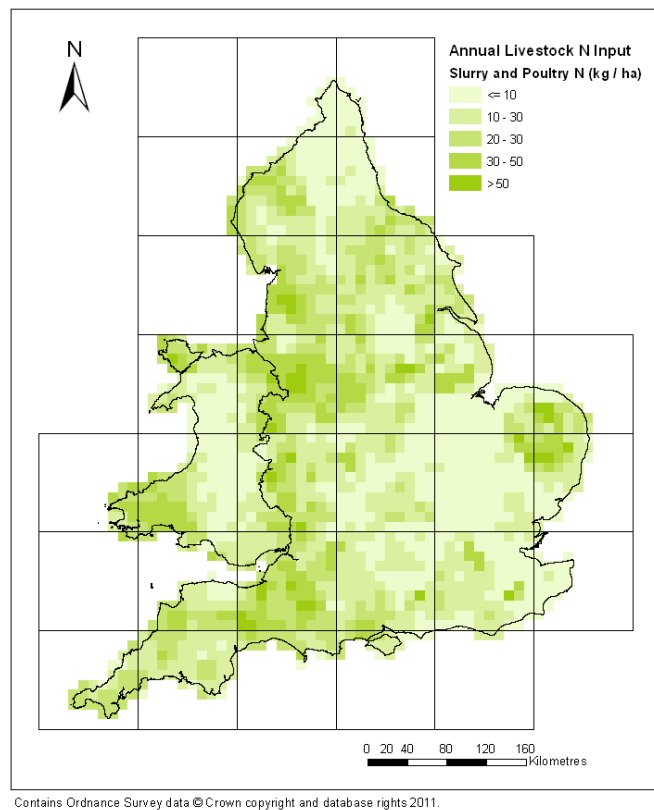 N
Annual Livestock N Input
Slurry and Poultry N (kg / ha)
<= 10
10 - 30
20 - 30
30 - 50
>50
0 20 40 80 120 160
Kilometres
Contains Ordnance Survey data © Crown copyright and database rights 2011.